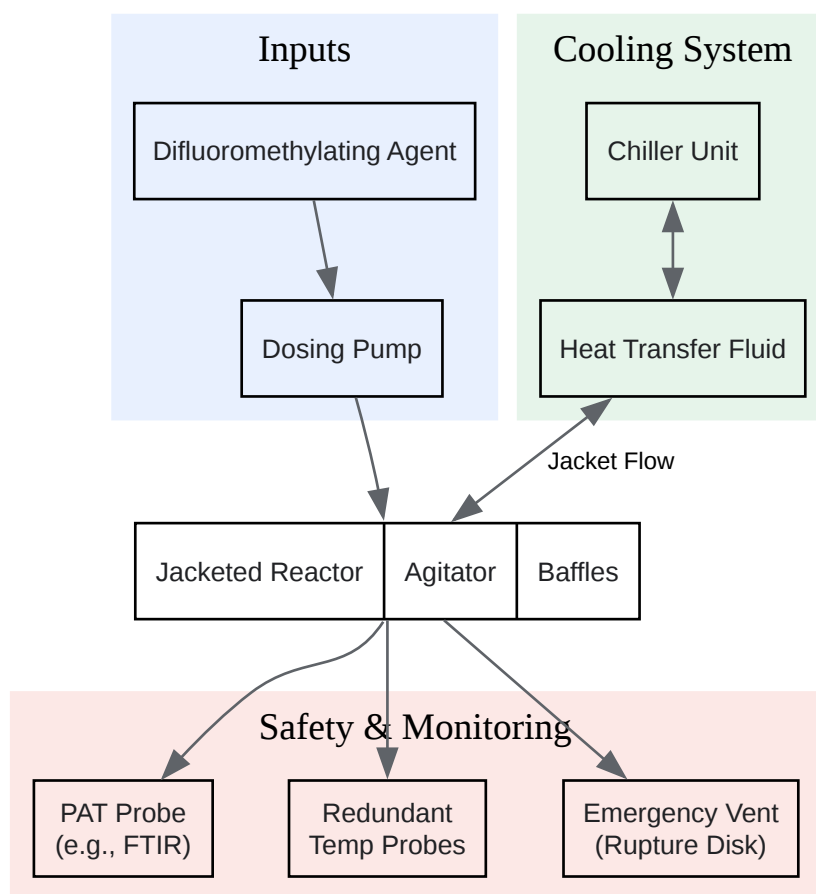 Inputs
Cooling System
Difluoromethylating Agent
Chiller Unit
Dosing Pump
Heat Transfer Fluid
Jacket Flow
Jacketed Reactor
Agitator
Baffles
Safety & Monitoring
PAT Probe
(e.g., FTIR)
Redundant
Temp Probes
Emergency Vent
(Rupture Disk)